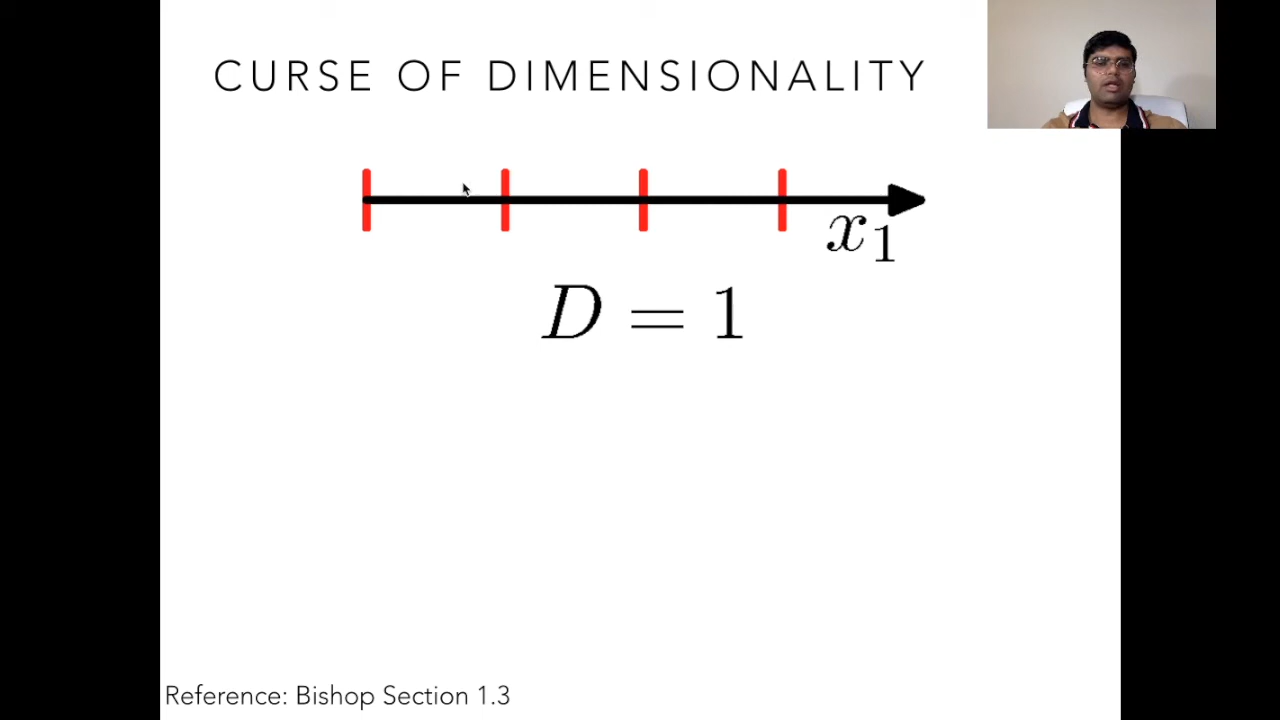 CURSE OF DIMENSIONALITY
x₁
D = 1
Reference: Bishop Section 1.3